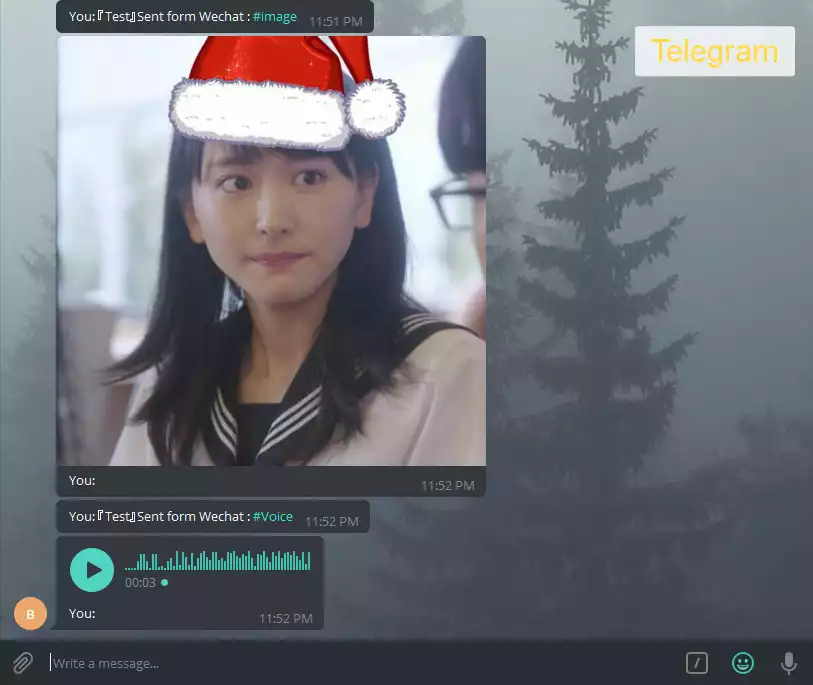 You:『Test』Sent form Wechat : #image 11:51 PM
Telegram
You:
11:52 PM
You:『Test』Sent form Wechat : #Voice 11:52 PM
00:03
B
You:
11:52 PM
Write a message...
/